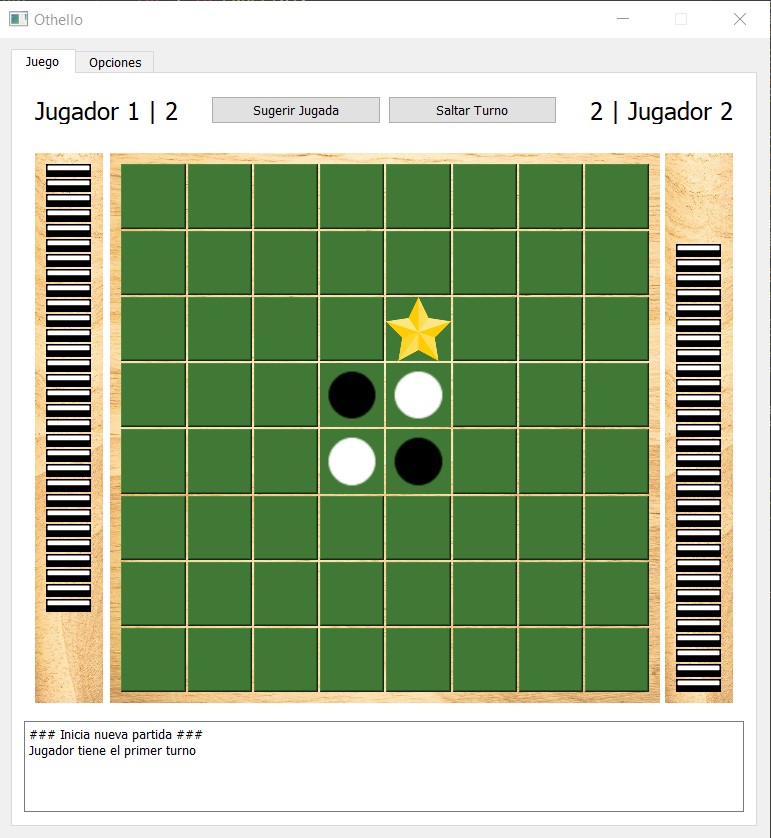 Othello
Juego Opciones
Jugador 1 | 2 Sugerir Jugada Saltar Turno 2 | Jugador 2
### Inicia nueva partida ###
Jugador tiene el primer turno